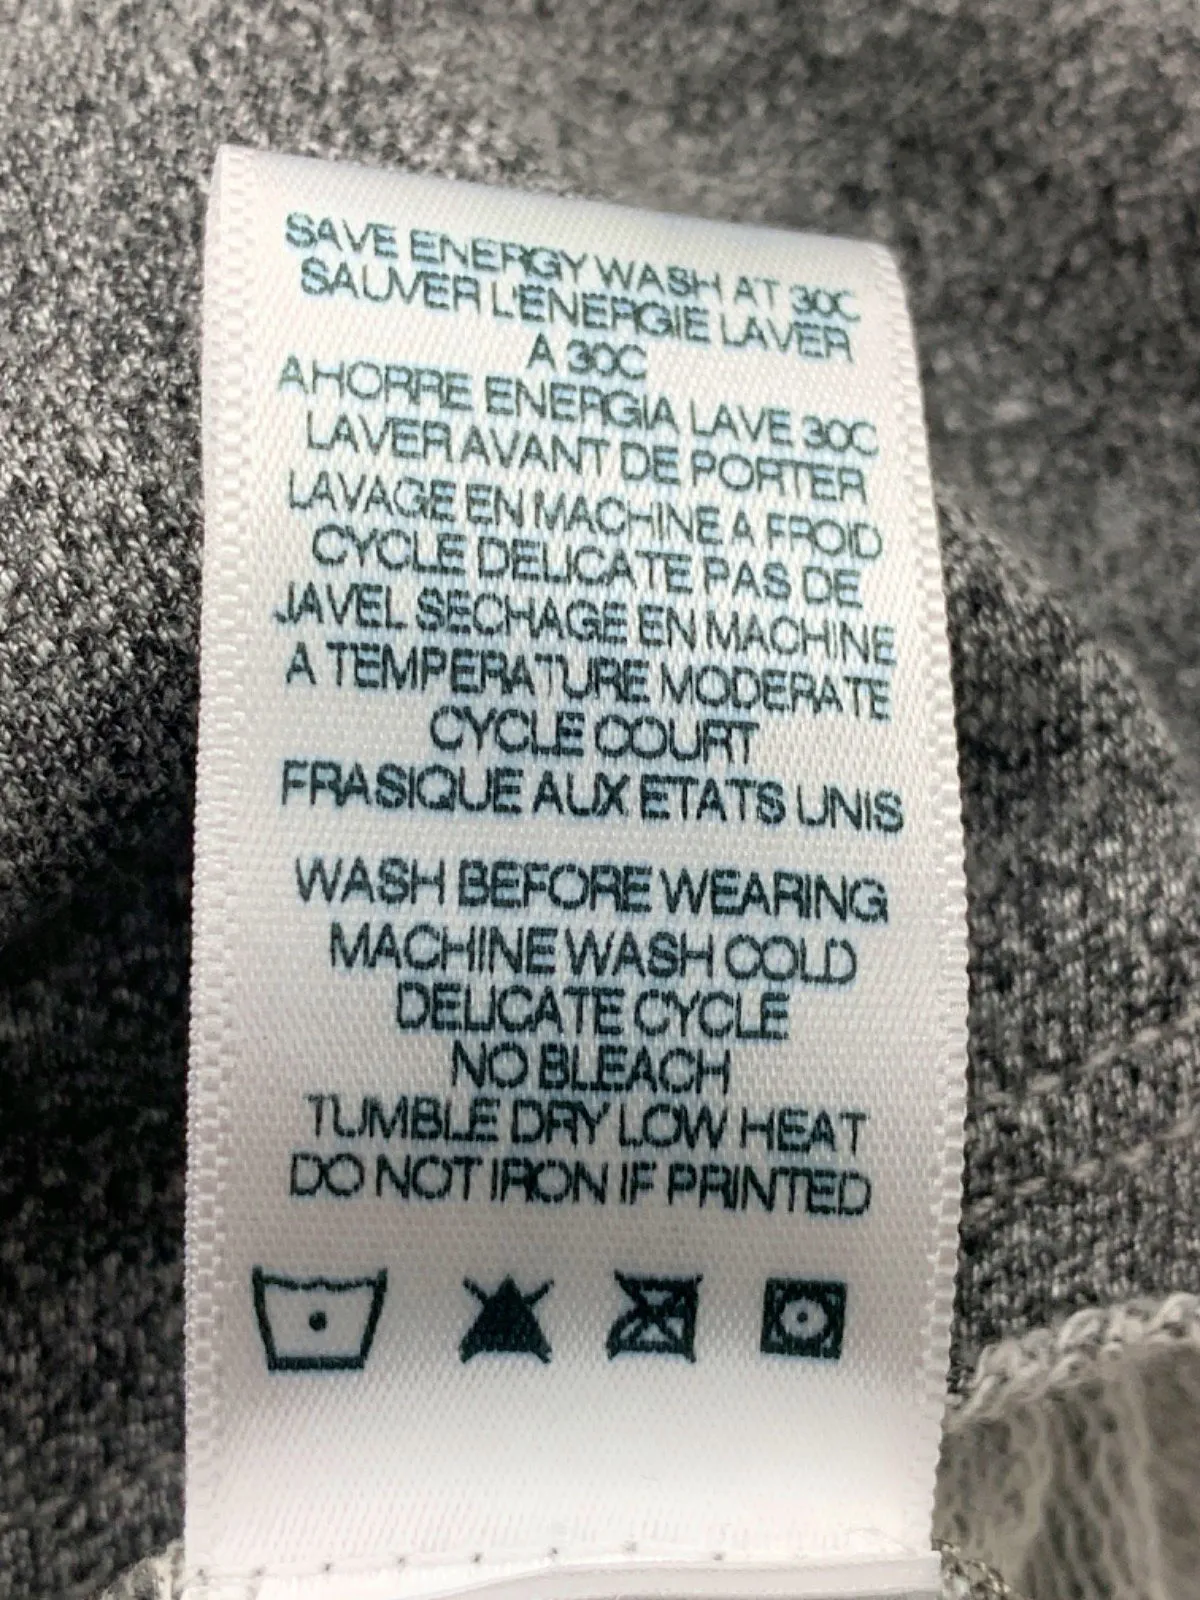 SAVE ENERGY WASH AT 30C
SAUVER L'ENERGIE LAVER
A 30C
AHORRE ENERGIA LAVE 30C
LAVER AVANT DE PORTER
LAVAGE EN MACHINE A FROID
CYCLE DELICATE PAS DE
JAVEL SECHAGE EN MACHINE
A TEMPERATURE MODERATE
CYCLE COURT
FRASIQUE AUX ETATS UNIS
WASH BEFORE WEARING
MACHINE WASH COLD
DELICATE CYCLE
NO BLEACH
TUMBLE DRY LOW HEAT
DO NOT IRON IF PRINTED